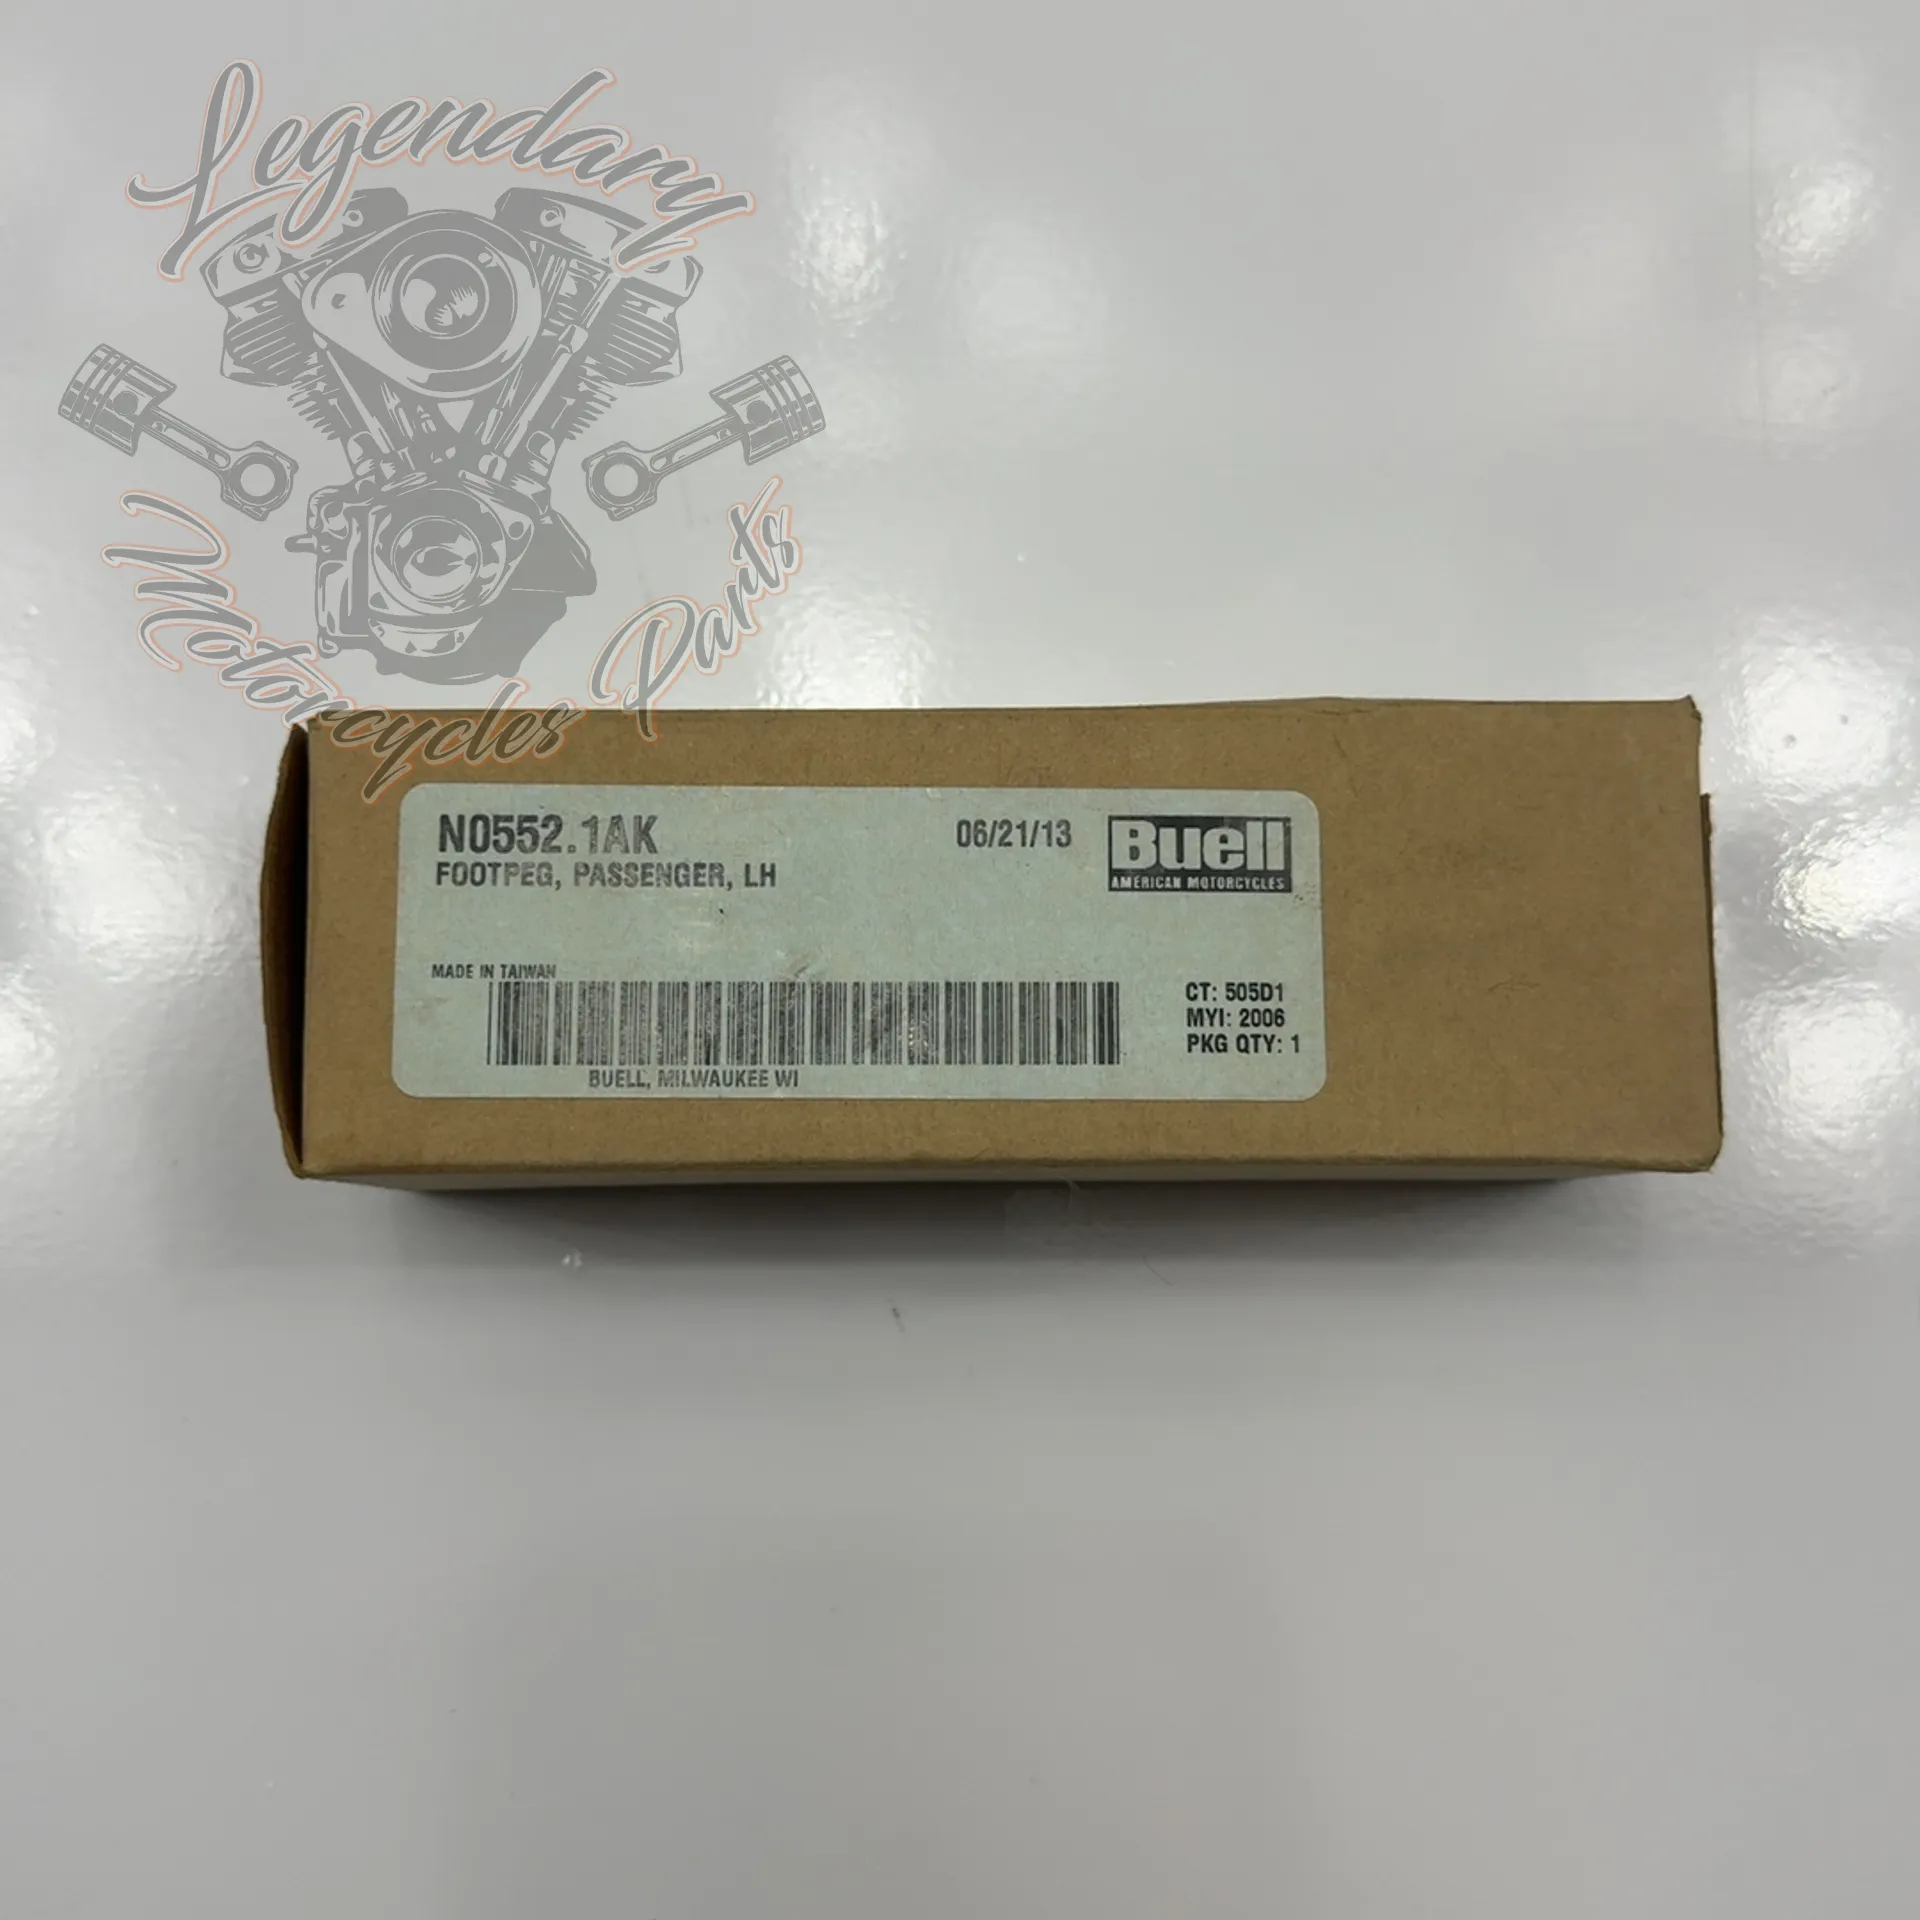 Legendary
Motorcycles Parts
N0552.1AK
FOOTPEG, PASSENGER, LH
06/21/13
Buell
AMERICAN MOTORCYCLES
MADE IN TAIWAN
BUELL, MILWAUKEE WI
CT: 505D1
MYI: 2006
PKG QTY: 1